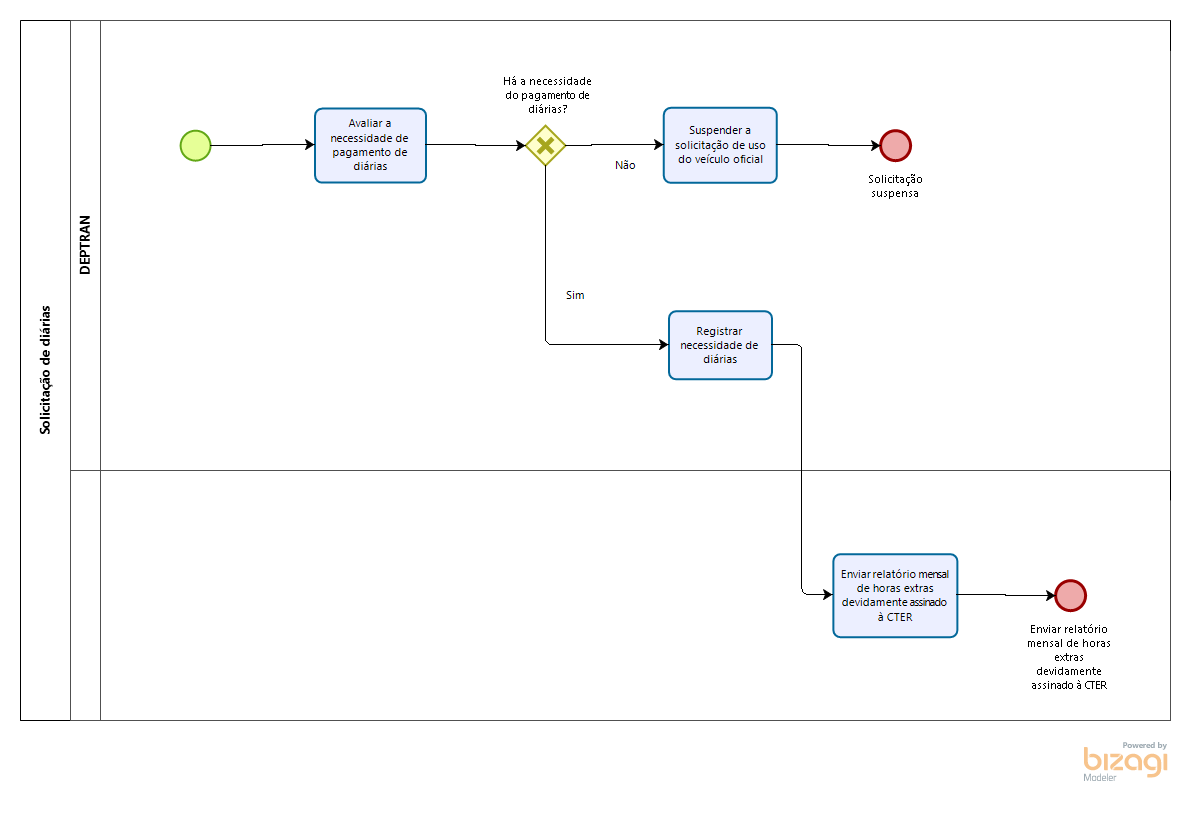 Solicitação de diárias
DEPTRAN
Avaliar a
necessidade de
pagamento de
diárias
Há a necessidade
do pagamento de
diárias?
Não
Suspender a
solicitação de uso
do veículo oficial
Solicitação
suspensa
Sim
Registrar
necessidade de
diárias
Enviar relatório mensal
de horas extras
devidamente assinado
à CTER
Enviar relatório
mensal de horas
extras
devidamente
assinado à CTER
Powered by
bizagi
Modeler